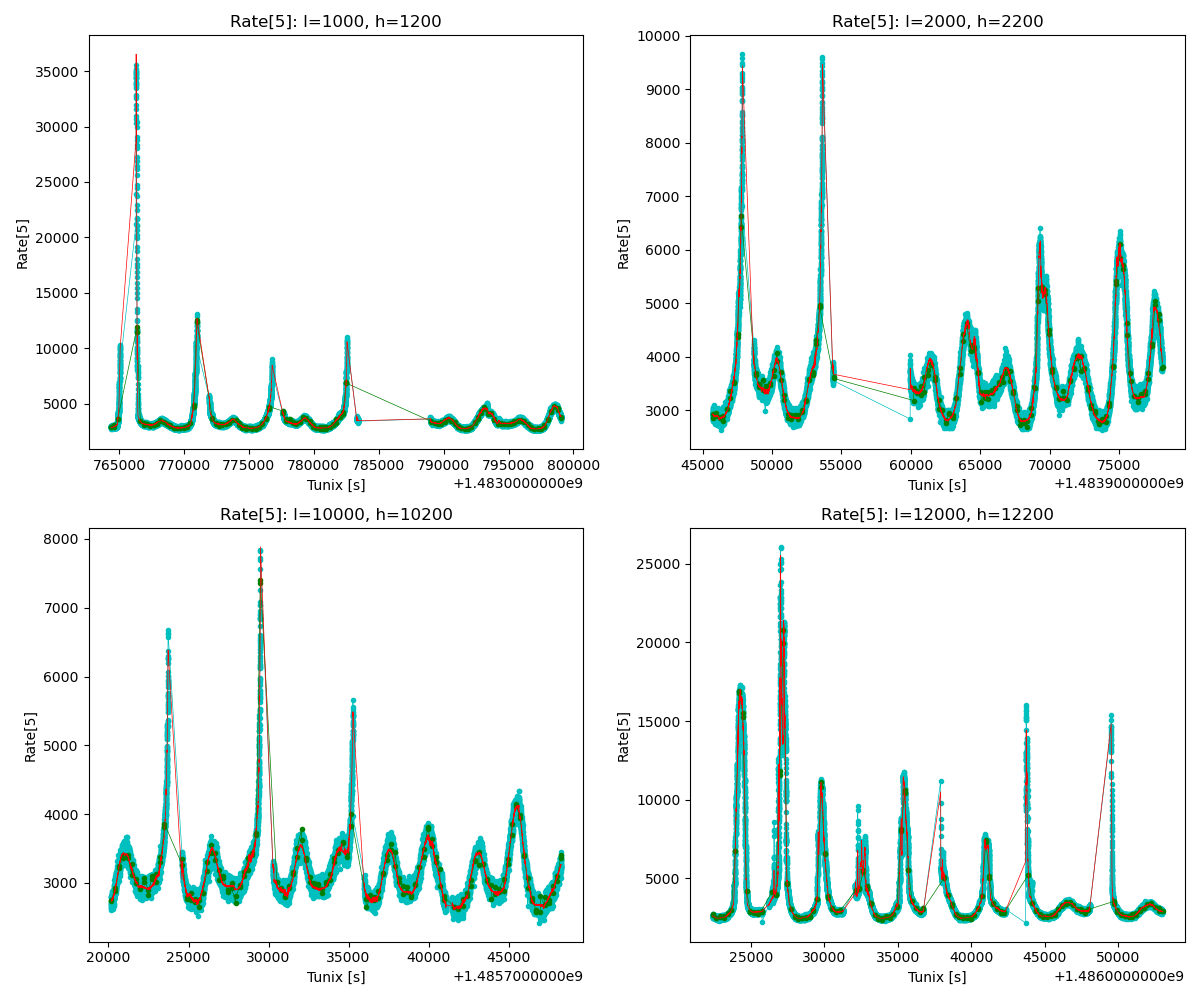 Rate[5]: l=1000, h=1200
Rate[5]
35000
30000
25000
20000
15000
10000
5000
765000 770000 775000 780000 785000 790000 795000 800000
Tunix [s]
+1.4830000000e9
Rate[5]: l=2000, h=2200
Rate[5]
10000
9000
8000
7000
6000
5000
4000
3000
45000 50000 55000 60000 65000 70000 75000
Tunix [s]
+1.4839000000e9
Rate[5]: l=10000, h=10200
Rate[5]
8000
7000
6000
5000
4000
3000
20000 25000 30000 35000 40000 45000
Tunix [s]
+1.4857000000e9
Rate[5]: l=12000, h=12200
Rate[5]
25000
20000
15000
10000
5000
25000 30000 35000 40000 45000 50000
Tunix [s]
+1.4860000000e9